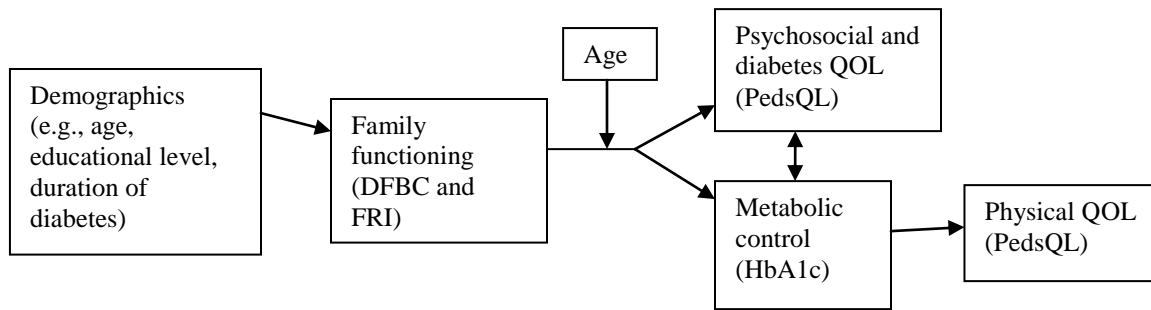 Demographics
(e.g., age,
educational level,
duration of
diabetes)
Family
functioning
(DFBC and
FRI)
Age
Psychosocial and
diabetes QOL
(PedsQL)
Metabolic
control
(HbA1c)
Physical QOL
(PedsQL)